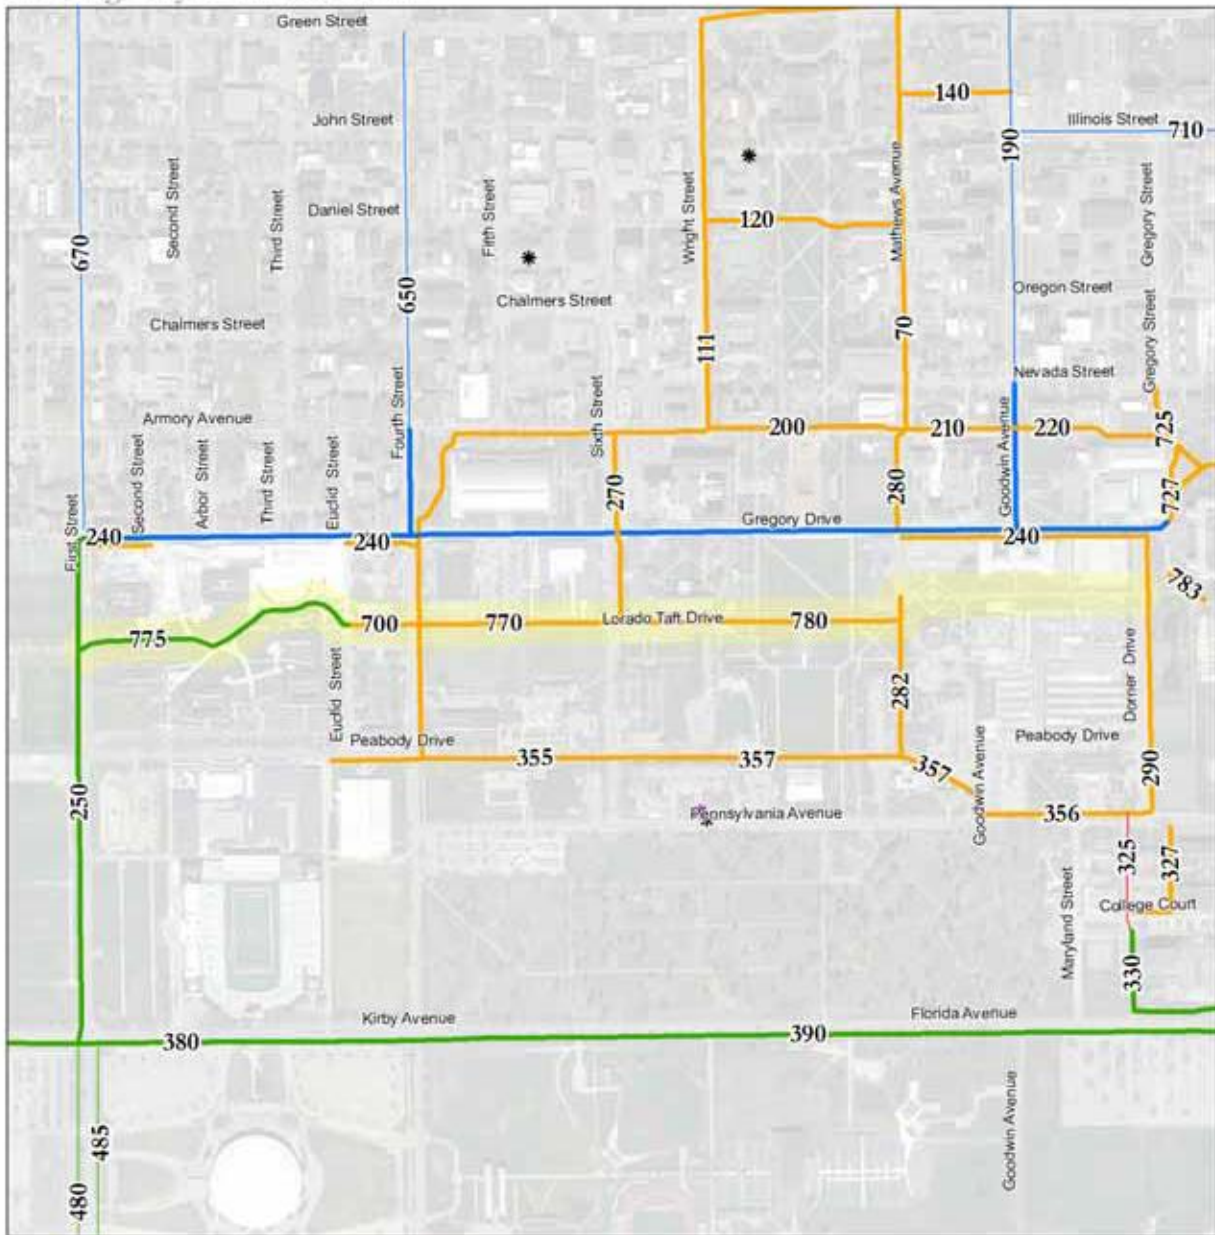 Green Street
140
John Street
Illinois Street
710
190
Second Street
Third Street
Daniel Street
Fifth Street
Wright Street
120
Mathews Avenue
Gregory Street
Gregory Street
670
650
Chalmers Street
Oregon Street
Chalmers Street
111
70
Nevada Street
Gregory Street
Armory Avenue
Fourth Street
Sixth Street
200
210
Goodwin Avenue
220
725
Second Street
Arbor Street
Third Street
Euclid Street
270
280
727
First Street
240
240
Gregory Drive
240
783
775
700
770
Lorado Taft Drive
780
Euclid Street
282
Dorner Drive
Peabody Drive
Peabody Drive
355
357
357
Goodwin Avenue
290
250
Pennsylvania Avenue
356
325
327
Maryland Street
College Court
330
Kirby Avenue
Florida Avenue
380
390
Goodwin Avenue
485
480